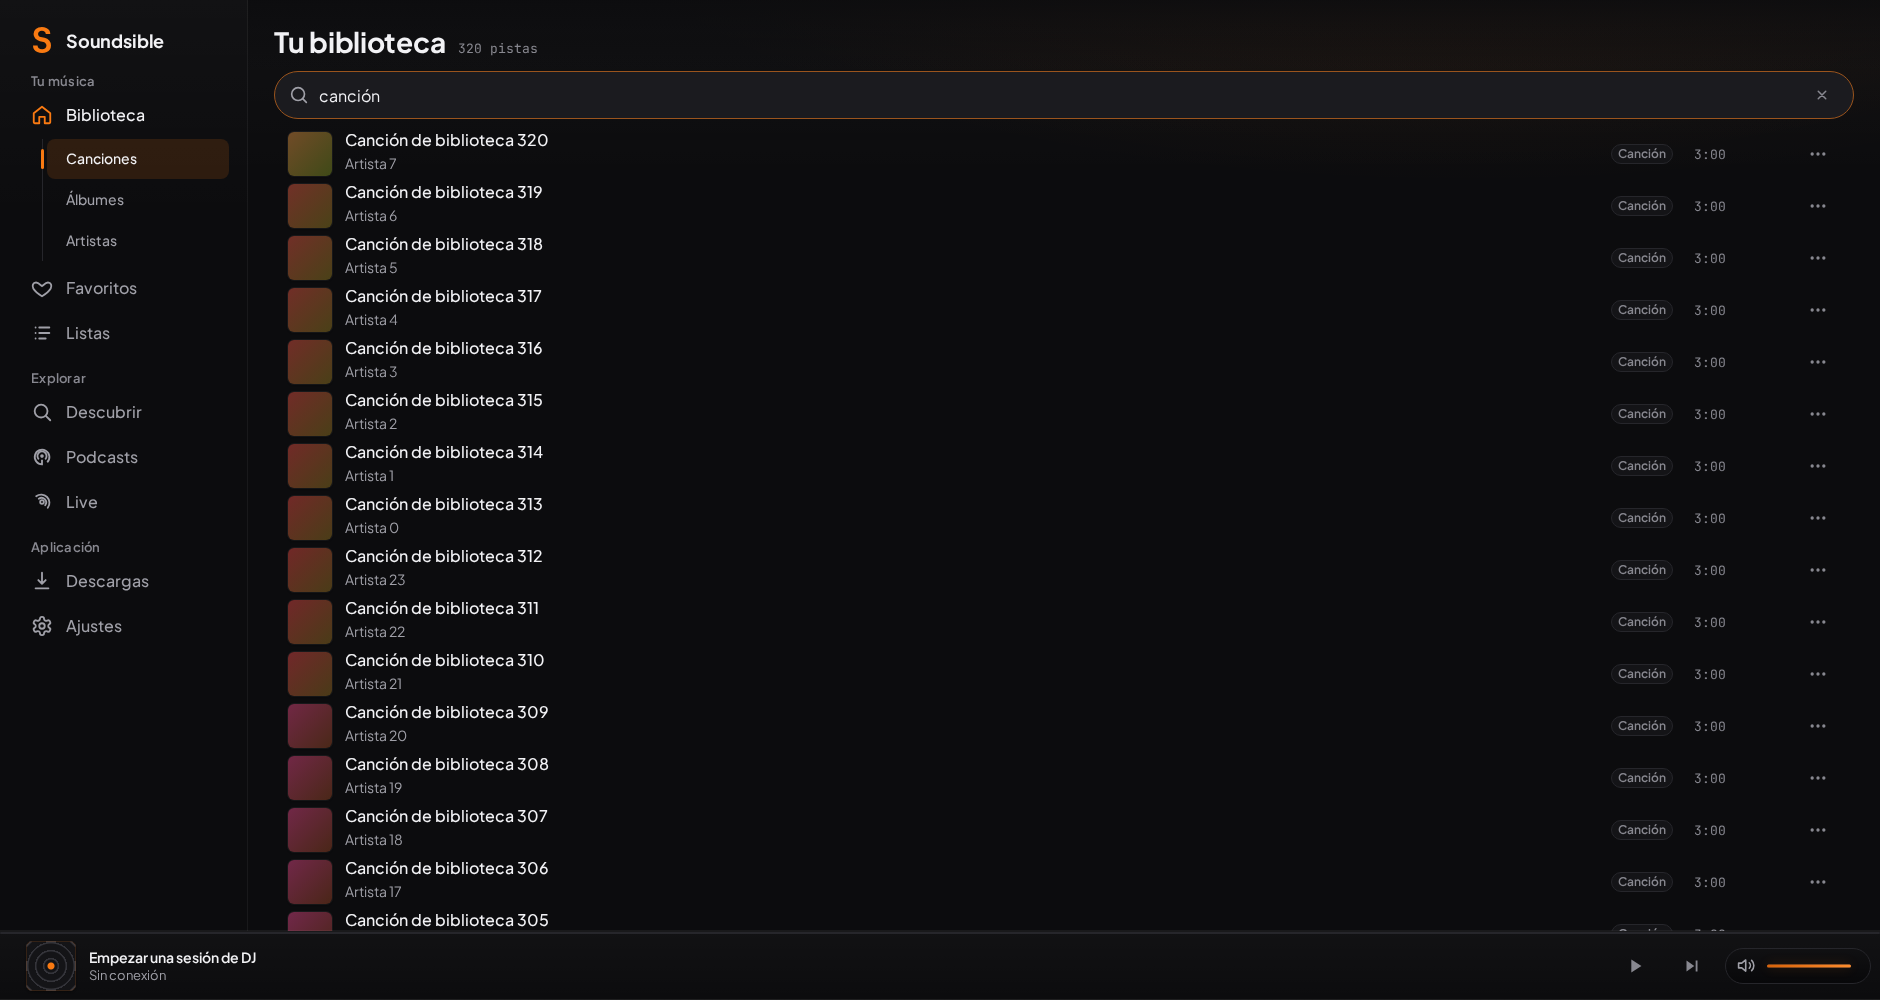 Soundsible
Tu música
Biblioteca
Canciones
Álbumes
Artistas
Favoritos
Listas
Explorar
Descubrir
Podcasts
Live
Aplicación
Descargas
Ajustes
Tu biblioteca 320 pistas
canción
Canción de biblioteca 320
Artista 7
Canción 3:00
Canción de biblioteca 319
Artista 6
Canción 3:00
Canción de biblioteca 318
Artista 5
Canción 3:00
Canción de biblioteca 317
Artista 4
Canción 3:00
Canción de biblioteca 316
Artista 3
Canción 3:00
Canción de biblioteca 315
Artista 2
Canción 3:00
Canción de biblioteca 314
Artista 1
Canción 3:00
Canción de biblioteca 313
Artista 0
Canción 3:00
Canción de biblioteca 312
Artista 23
Canción 3:00
Canción de biblioteca 311
Artista 22
Canción 3:00
Canción de biblioteca 310
Artista 21
Canción 3:00
Canción de biblioteca 309
Artista 20
Canción 3:00
Canción de biblioteca 308
Artista 19
Canción 3:00
Canción de biblioteca 307
Artista 18
Canción 3:00
Canción de biblioteca 306
Artista 17
Canción 3:00
Canción de biblioteca 305
Empezar una sesión de DJ
Sin conexión